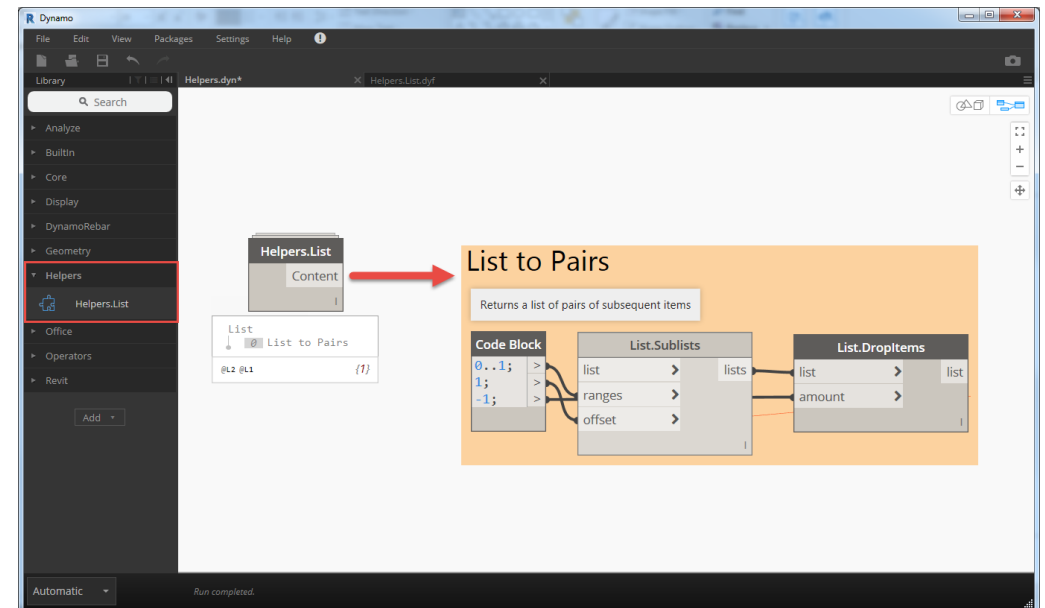 Dynamo
File Edit View Packages Settings Help !
Library Helpers.dyn* Helpers.List.dyf
Search
Analyze
BuiltIn
Core
Display
DynamoRebar
Geometry
Helpers
Helpers.List
Office
Operators
Revit
Add
Helpers.List
Content
l
List
0 List to Pairs
@L2 @L1 {1}
List to Pairs
Returns a list of pairs of subsequent items
Code Block
0..1; >
1; >
-1; >
List.Sublists
list > lists
ranges >
offset >
l
List.DropItems
list > list
amount >
l
Automatic Run completed.